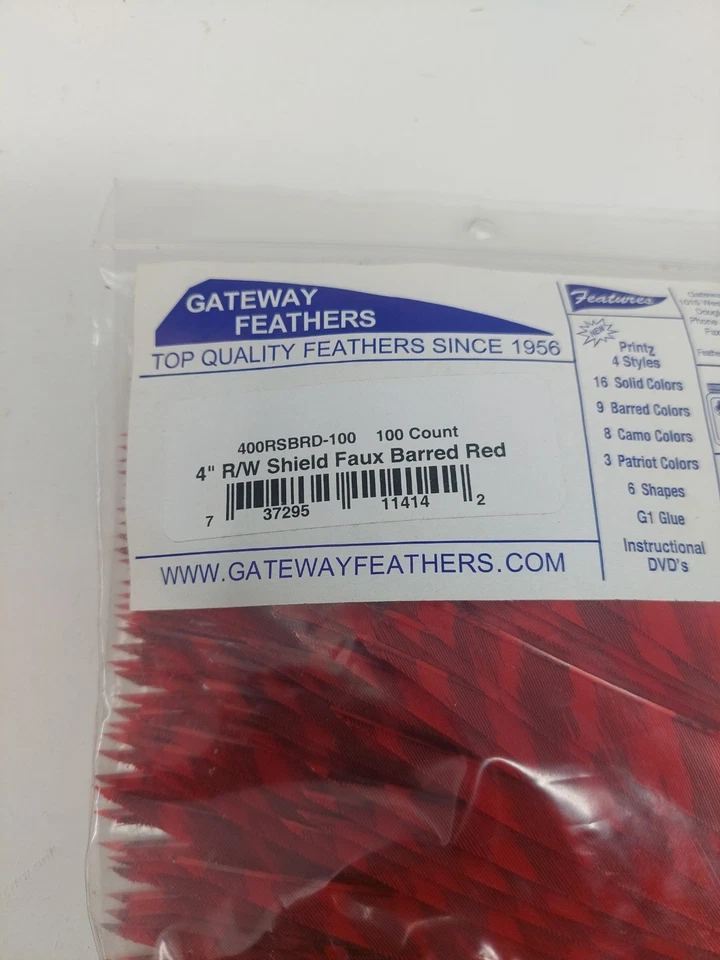 GATEWAY
FEATHERS
TOP QUALITY FEATHERS SINCE 1956
400RSBRD-100 100 Count
4" R/W Shield Faux Barred Red
7 37295 11414 2
WWW.GATEWAYFEATHERS.COM
Features
NEW
Printz
4 Styles
16 Solid Colors
9 Barred Colors
8 Camo Colors
3 Patriot Colors
6 Shapes
G1 Glue
Instructional
DVD's